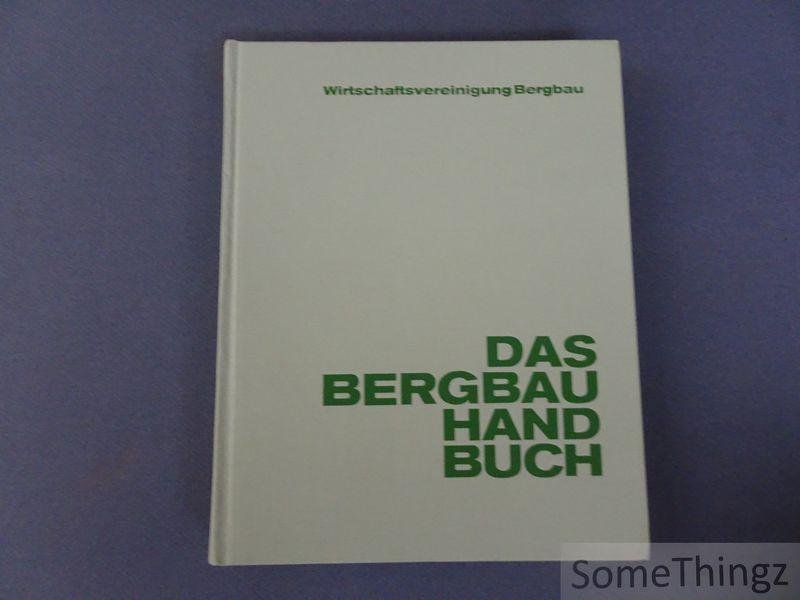 Wirtschaftsvereinigung Bergbau
DAS
BERGBAU
HAND
BUCH
SomeThingz